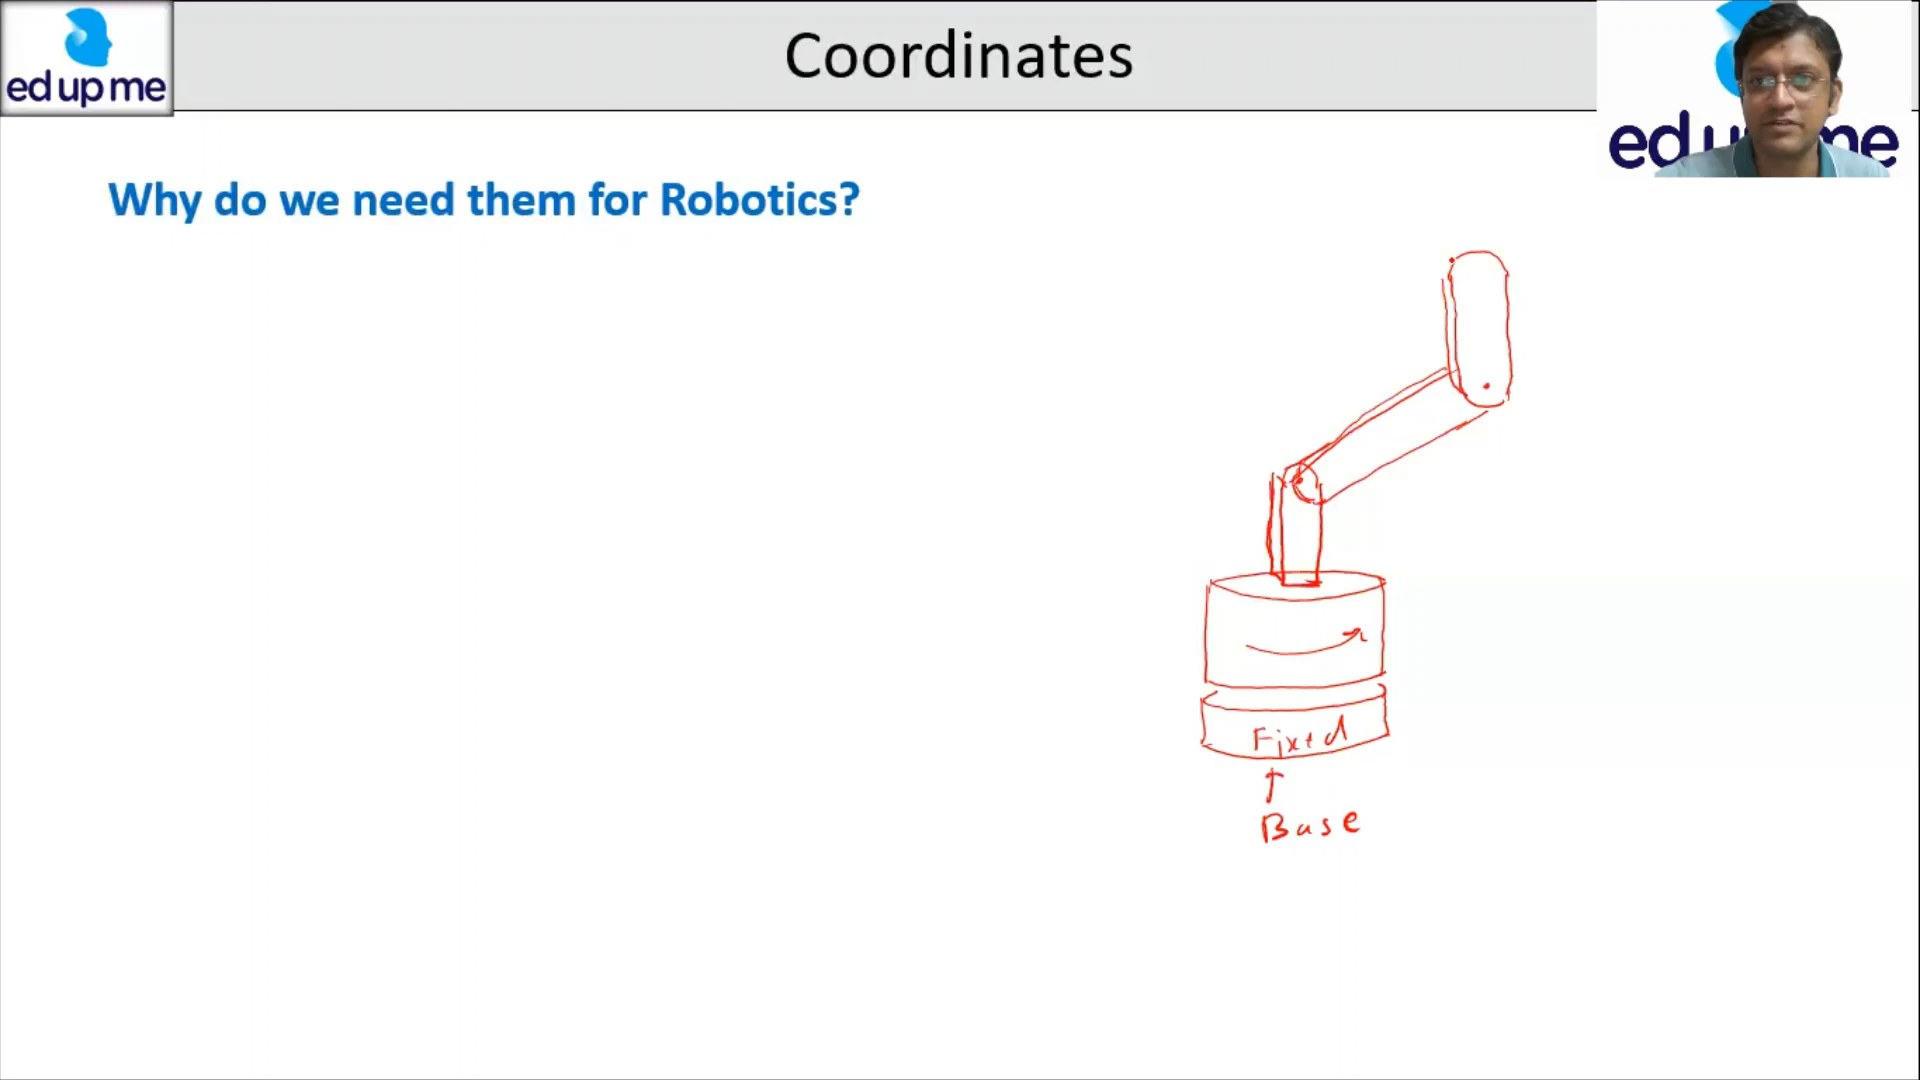 Coordinates
ed up me
Why do we need them for Robotics?
Fixed
Base